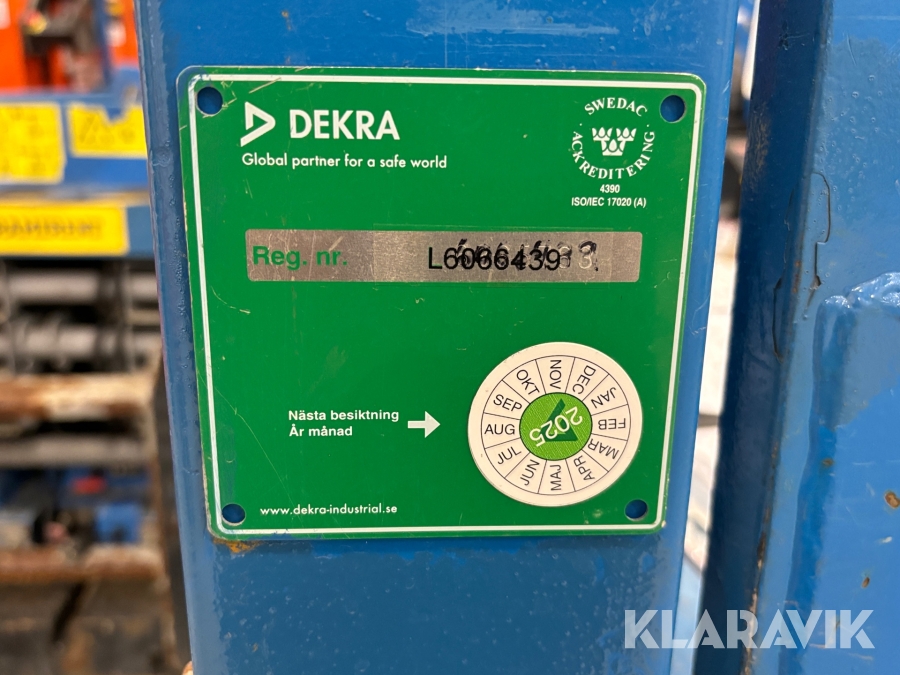 DEKRA
Global partner for a safe world
SWEDAC
ACKREDITERING
4390
ISO/IEC 17020 (A)
Reg. nr.
L6066439
Nästa besiktning
År månad
JAN
FEB
MAR
APR
MAJ
JUN
JUL
AUG
SEP
OKT
NOV
DEC
2025
www.dekra-industrial.se
KLARAVIK